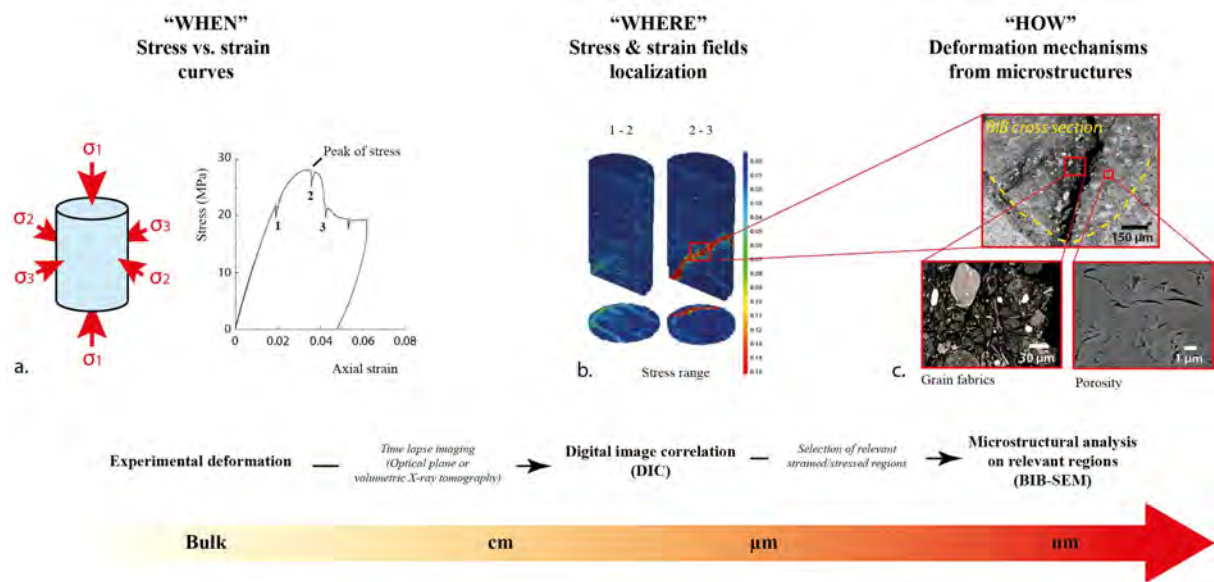 “WHEN”
Stress vs. strain
curves
“WHERE”
Stress & strain fields
localization
“HOW”
Deformation mechanisms
from microstructures
σ1
σ2
σ3
σ3
σ2
σ1
a.
Stress (MPa)
30
20
10
0
Peak of stress
1
2
3
0
0.02
0.04
0.06
0.08
Axial strain
1 - 2
2 - 3
b.
Stress range
BIB cross section
150 µm
30 µm
1 µm
c.
Grain fabrics
Porosity
Experimental deformation
Time lapse imaging
(Optical plane or
volumetric X-ray tomography)
Digital image correlation
(DIC)
Selection of relevant
strained/stressed regions
Microstructural analysis
on relevant regions
(BIB-SEM)
Bulk
cm
µm
nm